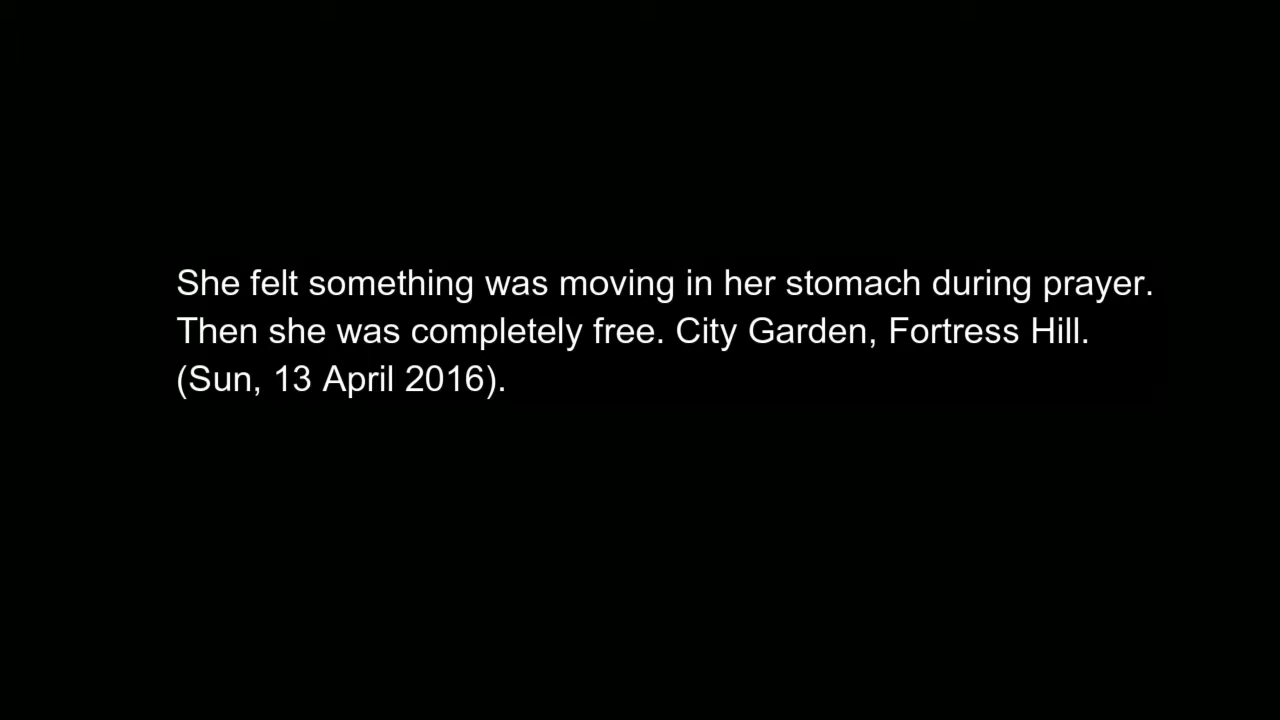 She felt something was moving in her stomach during prayer.
Then she was completely free. City Garden, Fortress Hill.
(Sun, 13 April 2016).